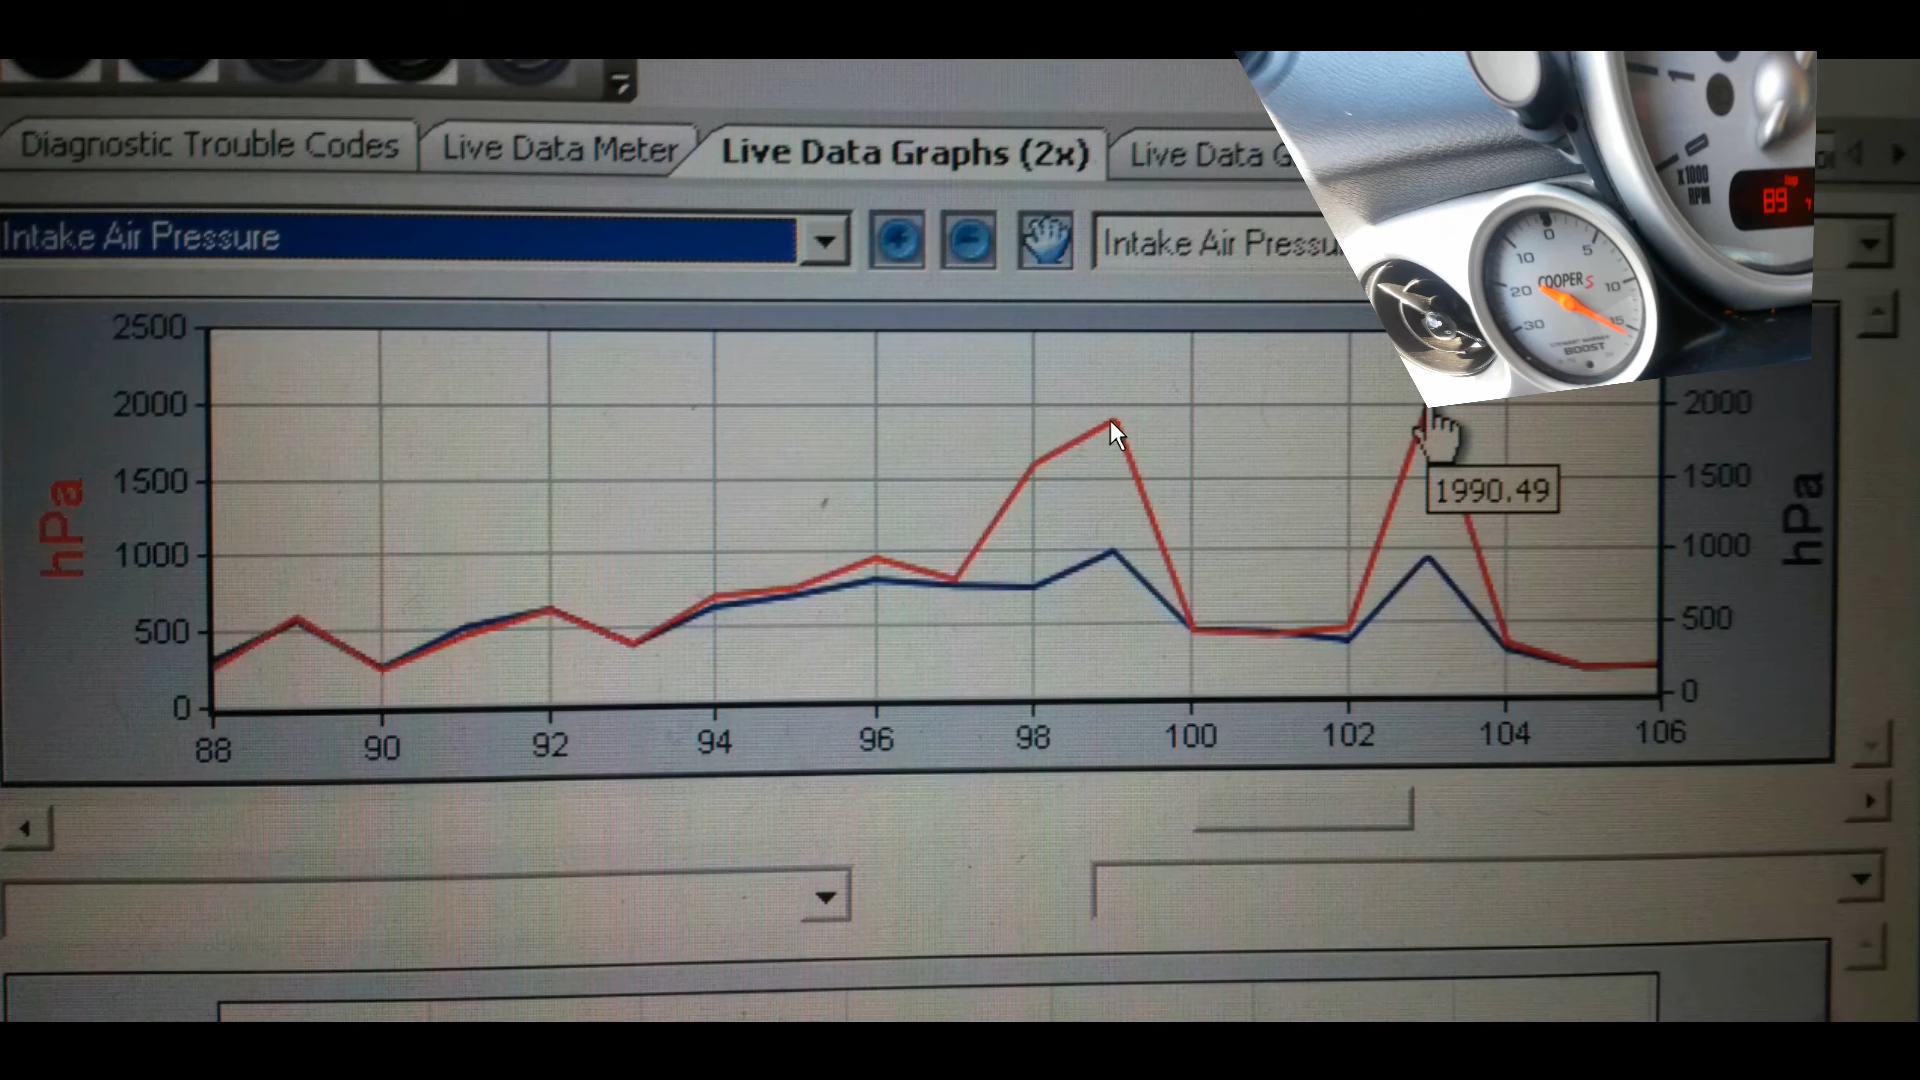 Diagnostic Trouble Codes
Live Data Meter
Live Data Graphs (2x)
Live Data G
Intake Air Pressure
Intake Air Pressu
2500
2000
1500
1000
500
0
hPa
88
90
92
94
96
98
100
102
104
106
2000
1500
1000
500
0
hPa
1990.49
1
0
X1000
RPM
89
0
5
10
15
10
20
30
COOPER S
BOOST